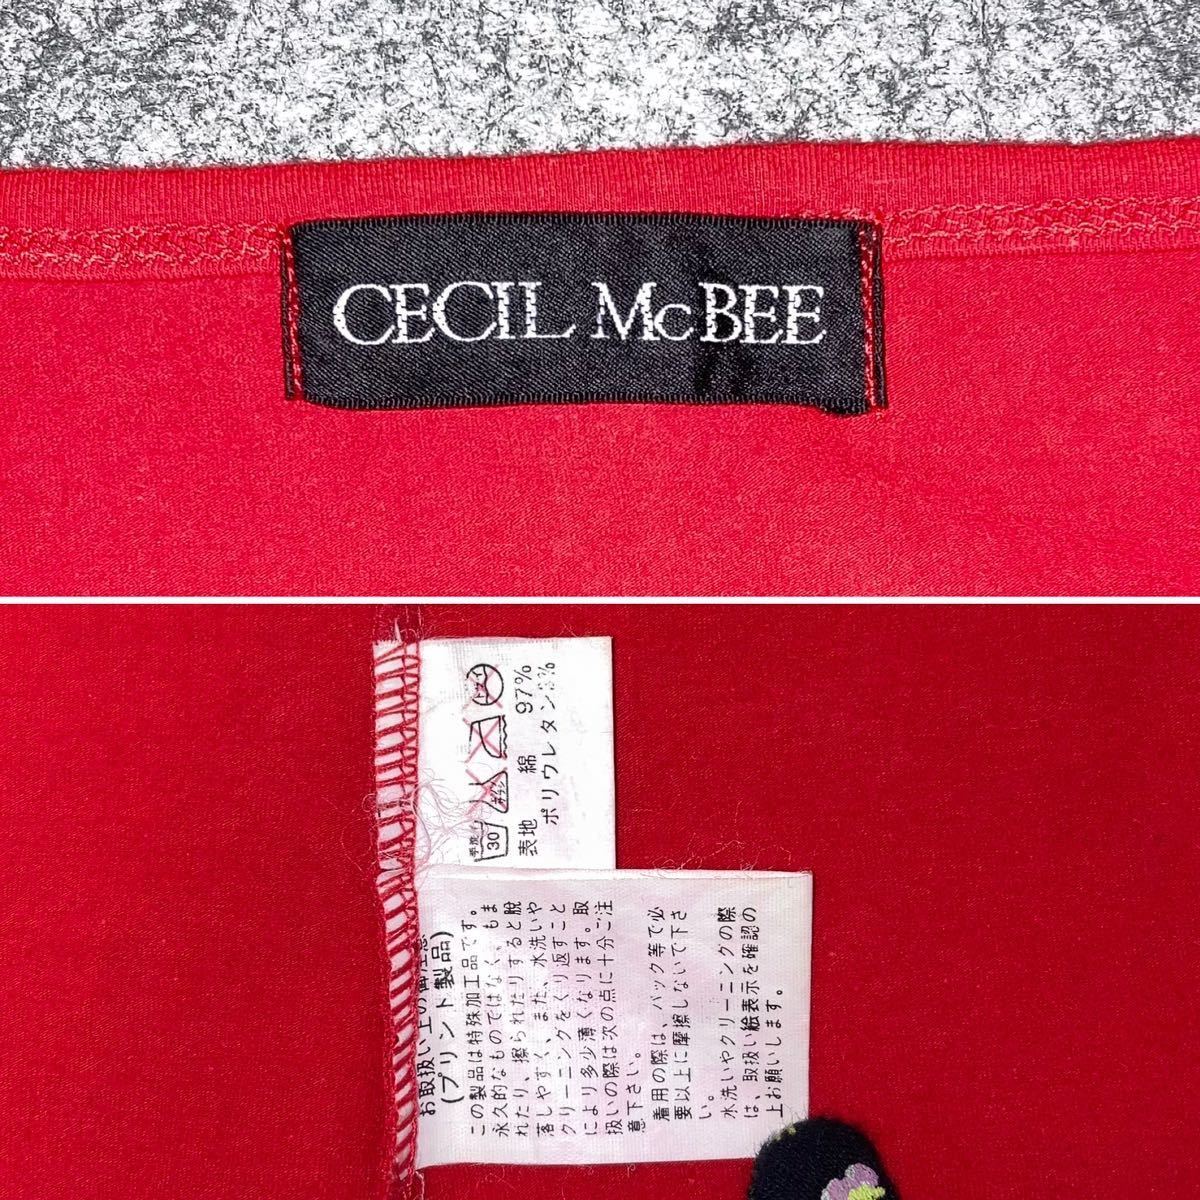 CECIL McBEE
30
表地 綿 97%
ポリウレタン3%
お取扱い上の御注意
(プリント製品)
この製品は特殊加工品です。
永久的なものではなく、もま
れたり、擦られたりすると脱
落しやすく、また、水洗いや
クリーニングをくり返すこと
により多少薄くなります。取
扱いの際は次の点に十分ご注
意下さい。
着用の際は、バック等で必
要以上に摩擦しないで下さ
い。
水洗いやクリーニングの際
は、取扱い絵表示を確認の
上お願いします。